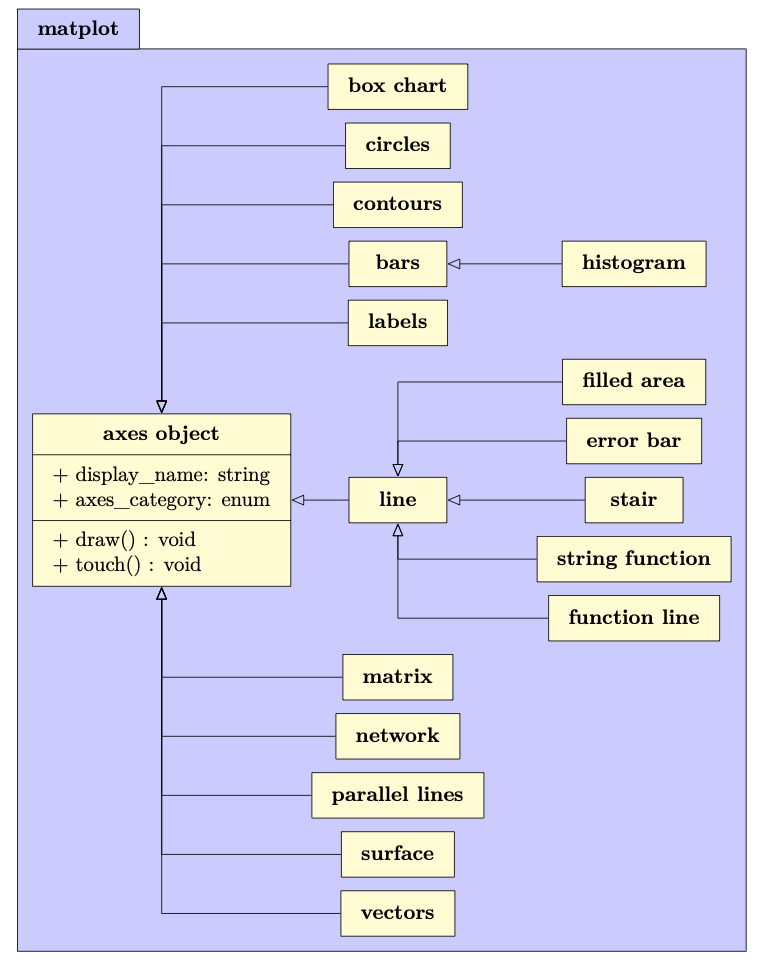 matplot
box chart
circles
contours
bars
histogram
labels
filled area
axes object
error bar
+ display_name: string
+ axes_category: enum
line
stair
+ draw() : void
+ touch() : void
string function
function line
matrix
network
parallel lines
surface
vectors